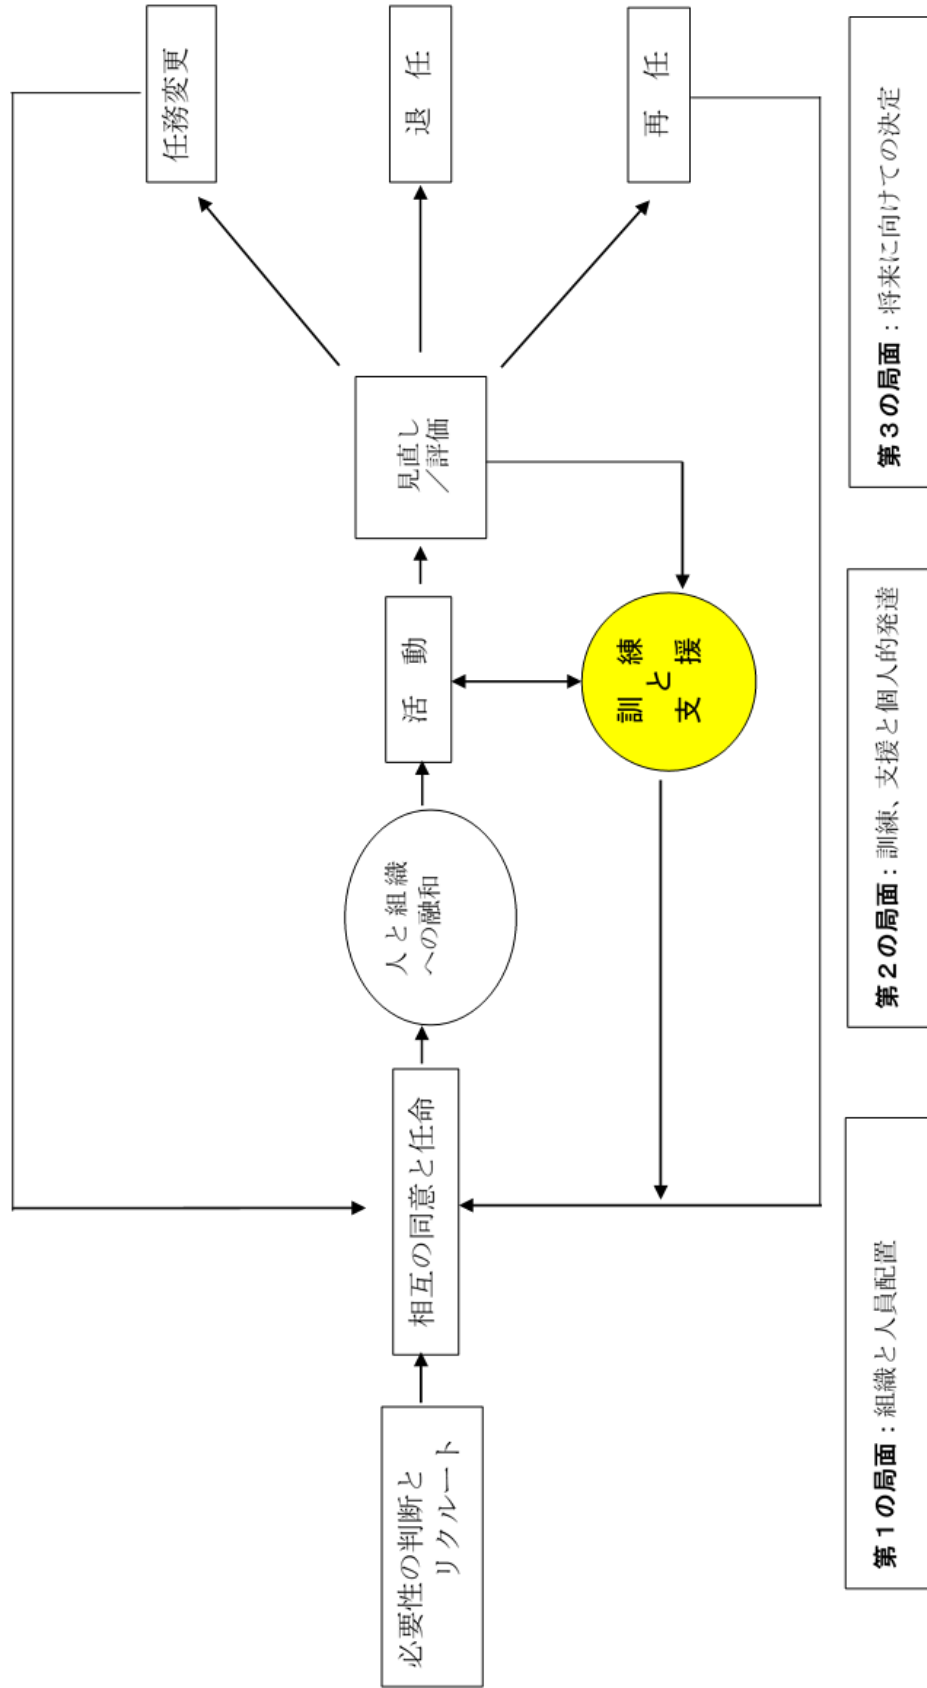 必要性の判断と
リクルート
相互の同意と任命
人と組織
への融和
活　動
見直し
／評価
訓　練
と
支　援
任務変更
退　任
再　任
第１の局面：組織と人員配置
第２の局面：訓練、支援と個人的発達
第３の局面：将来に向けての決定